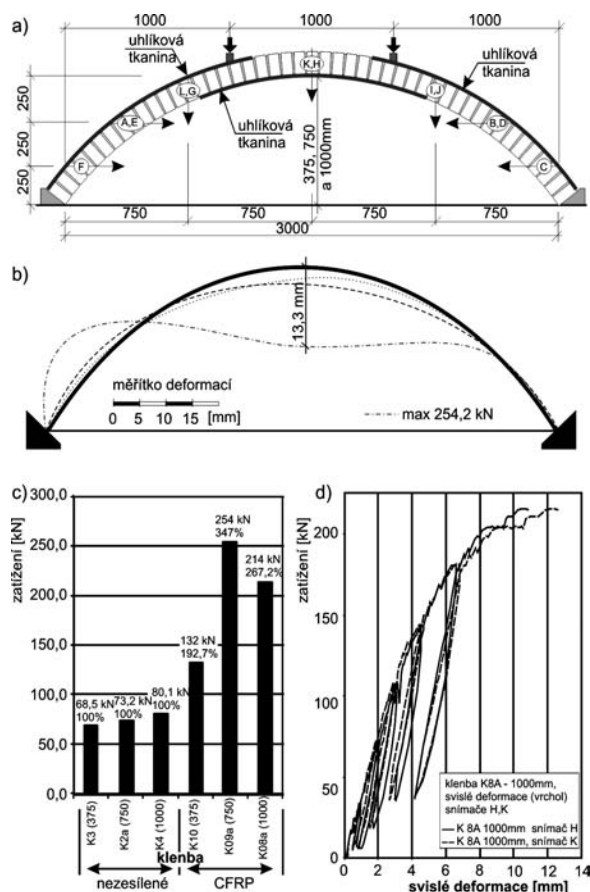 a)
1000 1000 1000
uhlíková
tkanina
uhlíková
tkanina
uhlíková
tkanina
K,H
L,G
I,J
A,E
B,D
F
C
250
250
250
375, 750
a 1000mm
750 750 750 750
3000
b)
13,3 mm
měřítko deformací
0 5 10 15 [mm]
max 254,2 kN
c)
zatížení [kN]
300,0
250,0
200,0
150,0
100,0
50,0
0,0
68,5 kN
100%
73,2 kN
100%
80,1 kN
100%
132 kN
192,7%
254 kN
347%
214 kN
267,2%
K3 (375)
K2a (750)
K4 (1000)
K10 (375)
K09a (750)
K08a (1000)
klenba
nezesílené
CFRP
d)
zatížení [kN]
200
150
100
50
0
klenba K8A - 1000mm,
svislé deformace (vrchol)
snímače H,K
K 8A 1000mm snímač H
K 8A 1000mm, snímač K
0 2 4 6 8 10 12 14
svislé deformace [mm]